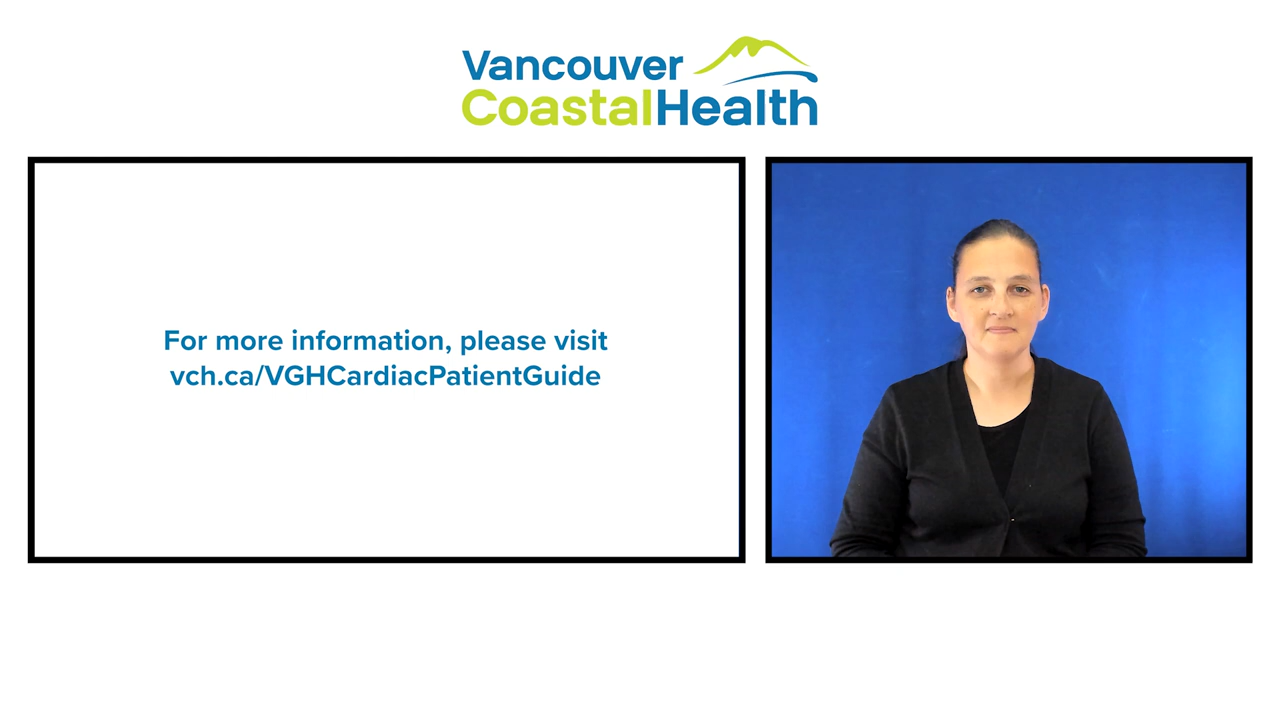 Vancouver
CoastalHealth
For more information, please visit
vch.ca/VGHCardiacPatientGuide